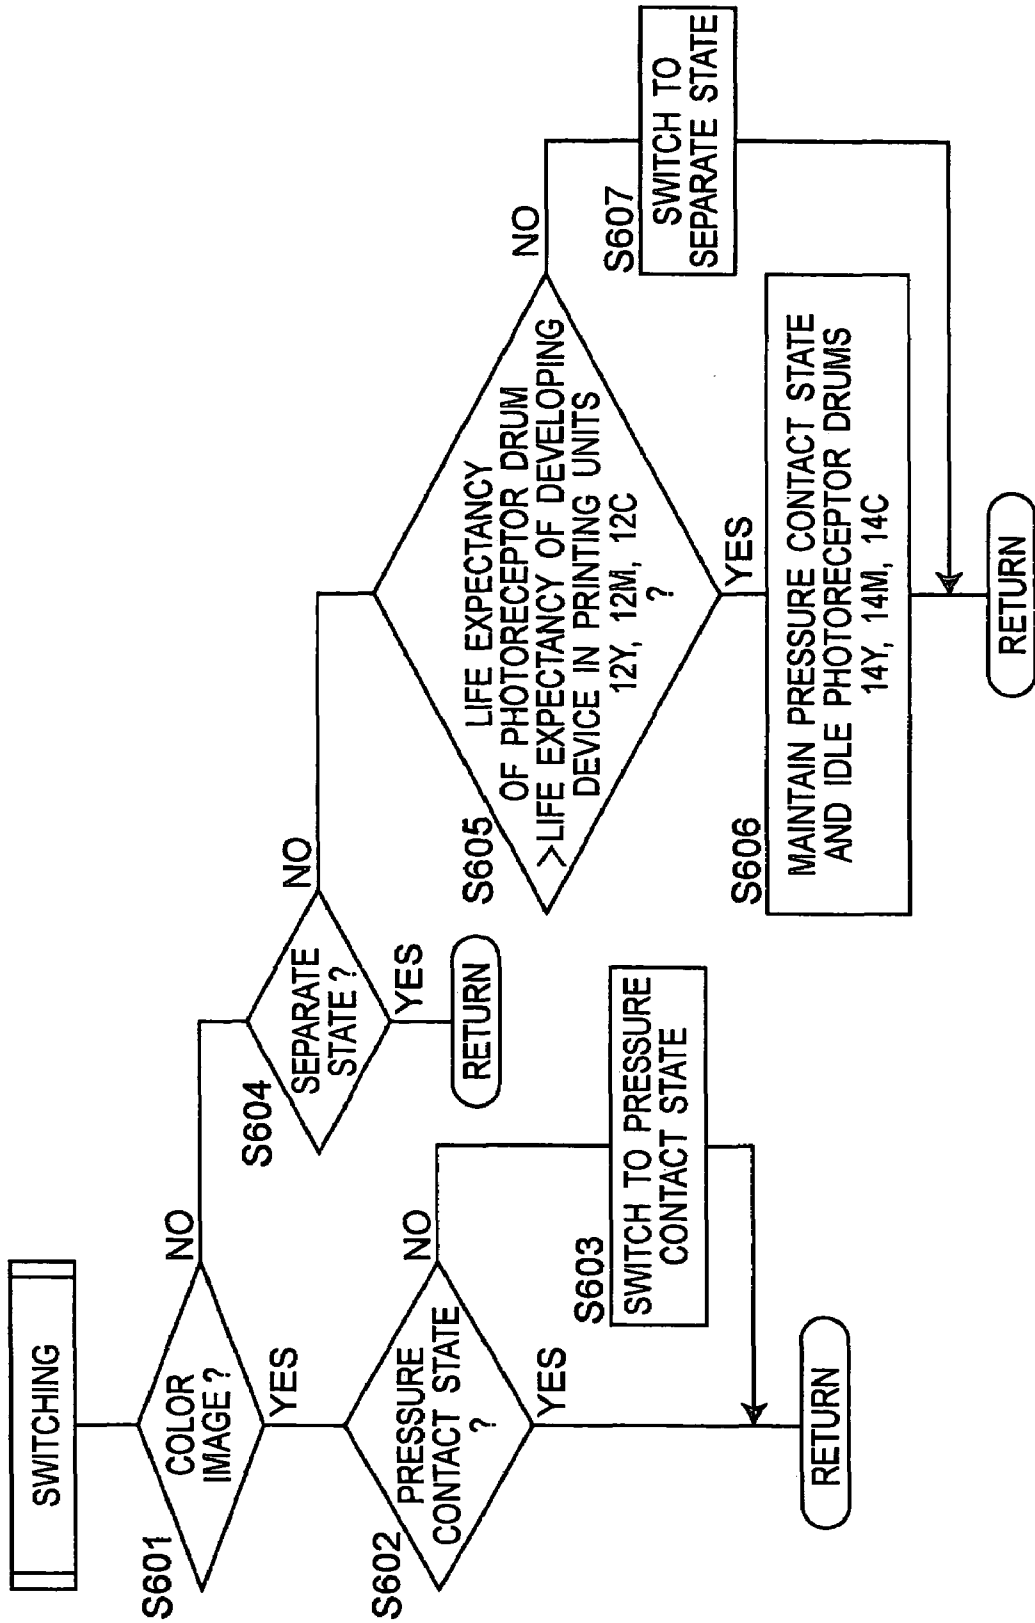 SWITCHING
S601
COLOR
IMAGE?
YES
NO
S602
PRESSURE
CONTACT STATE
?
YES
NO
S603
SWITCH TO PRESSURE
CONTACT STATE
RETURN
S604
SEPARATE
STATE?
YES
NO
RETURN
S605
LIFE EXPECTANCY
OF PHOTORECEPTOR DRUM
>LIFE EXPECTANCY OF DEVELOPING
DEVICE IN PRINTING UNITS
12Y, 12M, 12C
?
YES
NO
S606
MAINTAIN PRESSURE CONTACT STATE
AND IDLE PHOTORECEPTOR DRUMS
14Y, 14M, 14C
S607
SWITCH TO
SEPARATE STATE
RETURN